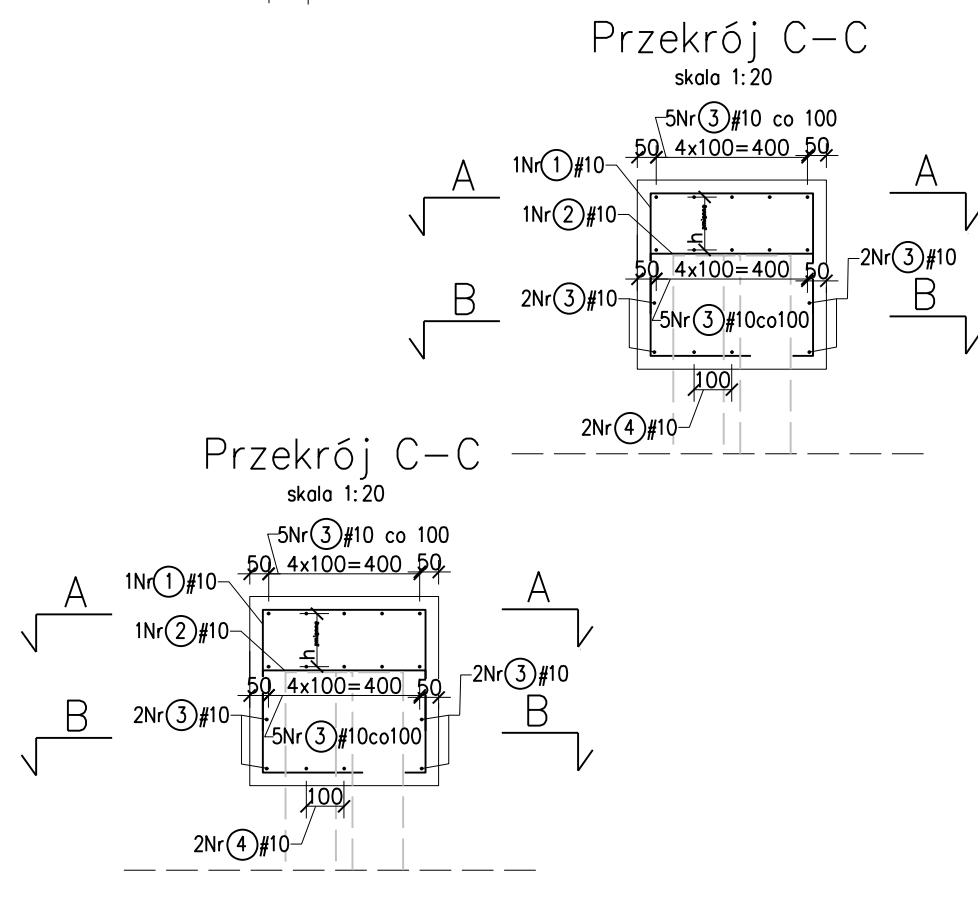 Przekrój C-C
skala 1:20
5Nr 3 #10 co 100
50 4x100=400 50
1Nr 1 #10
A A
1Nr 2 #10
h
2Nr 3 #10
50 4x100=400 50
2Nr 3 #10
B B
5Nr 3 #10co100
100
2Nr 4 #10
Przekrój C-C
skala 1:20
5Nr 3 #10 co 100
50 4x100=400 50
1Nr 1 #10
A A
1Nr 2 #10
h
2Nr 3 #10
50 4x100=400 50
2Nr 3 #10
B B
5Nr 3 #10co100
100
2Nr 4 #10